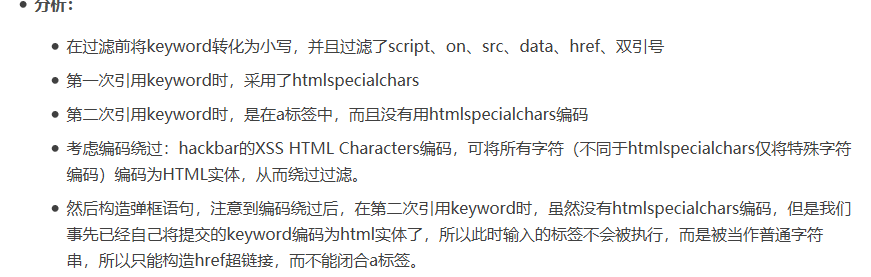 分析：
在过滤前将keyword转化为小写，并且过滤了script、on、src、data、href、双引号
第一次引用keyword时，采用了htmlspecialchars
第二次引用keyword时，是在a标签中，而且没有用htmlspecialchars编码
考虑编码绕过：hackbar的XSS HTML Characters编码，可将所有字符（不同于htmlspecialchars仅将特殊字符
编码）编码为HTML实体，从而绕过过滤。
然后构造弹框语句，注意到编码绕过后，在第二次引用keyword时，虽然没有htmlspecialchars编码，但是我们
事先已经自己将提交的keyword编码为html实体了，所以此时输入的标签不会被执行，而是被当作普通字符
串，所以只能构造href超链接，而不能闭合a标签。